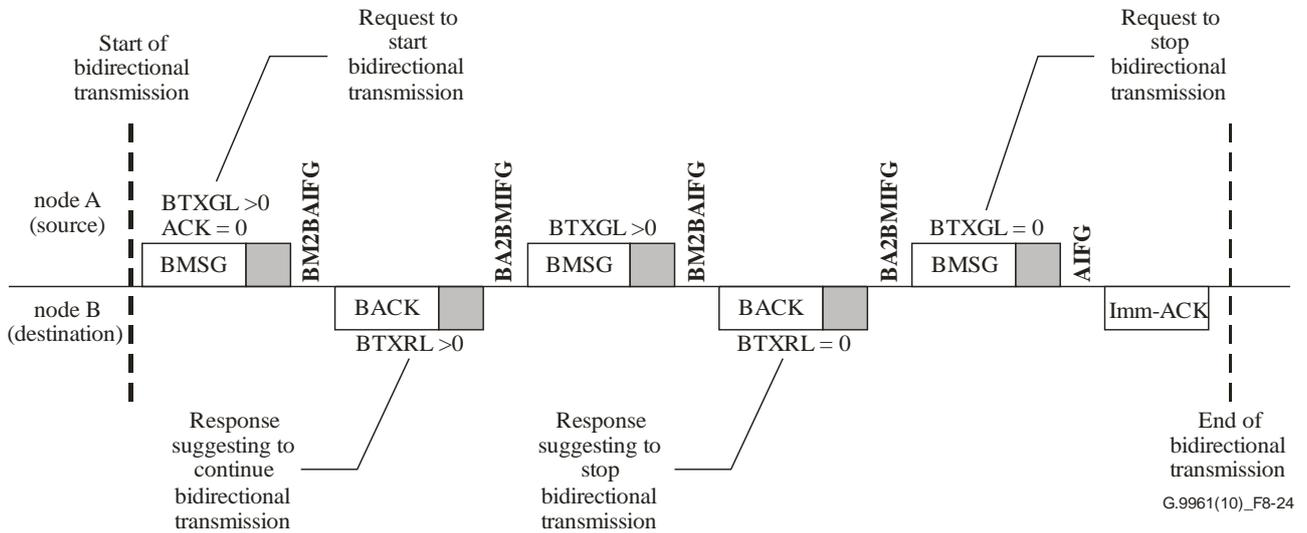 Start of
bidirectional
transmission
Request to
start
bidirectional
transmission
Request to
stop
bidirectional
transmission
node A
(source)
BTXGL >0
ACK = 0
BMSG
BM2BAIFG
BA2BMIFG
BTXGL >0
BMSG
BM2BAIFG
BA2BMIFG
BTXGL = 0
BMSG
AIFG
node B
(destination)
BACK
BTXRL >0
BACK
BTXRL = 0
Imm-ACK
Response
suggesting to
continue
bidirectional
transmission
Response
suggesting to
stop
bidirectional
transmission
End of
bidirectional
transmission
G.9961(10)_F8-24